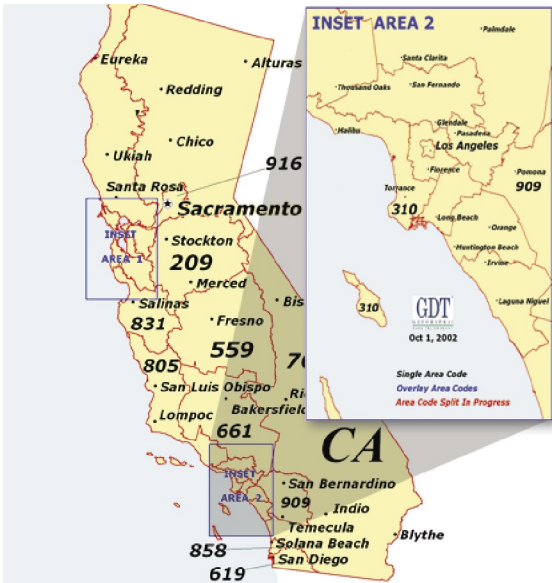 INSET AREA 2
Palmdale
Santa Clarita
Thousand Oaks
San Fernando
Glendale
Malibu
Pasadena
Los Angeles
Florence
Pomona
909
Torrance
310
Long Beach
Orange
Huntington Beach
Irvine
310
Laguna Niguel
GDT
Oct 1, 2002
Single Area Code
Overlay Area Codes
Area Code Split In Progress
Eureka
Alturas
Redding
Chico
Ukiah
916
Santa Rosa
Sacramento
INSET
AREA 1
Stockton
209
Merced
Salinas
Bis
831
Fresno
559
7
805
San Luis Obispo
Ri
Bakersfield
Lompoc
661
CA
INSET
AREA 2
San Bernardino
909
Indio
Temecula
Blythe
Solana Beach
858
San Diego
619